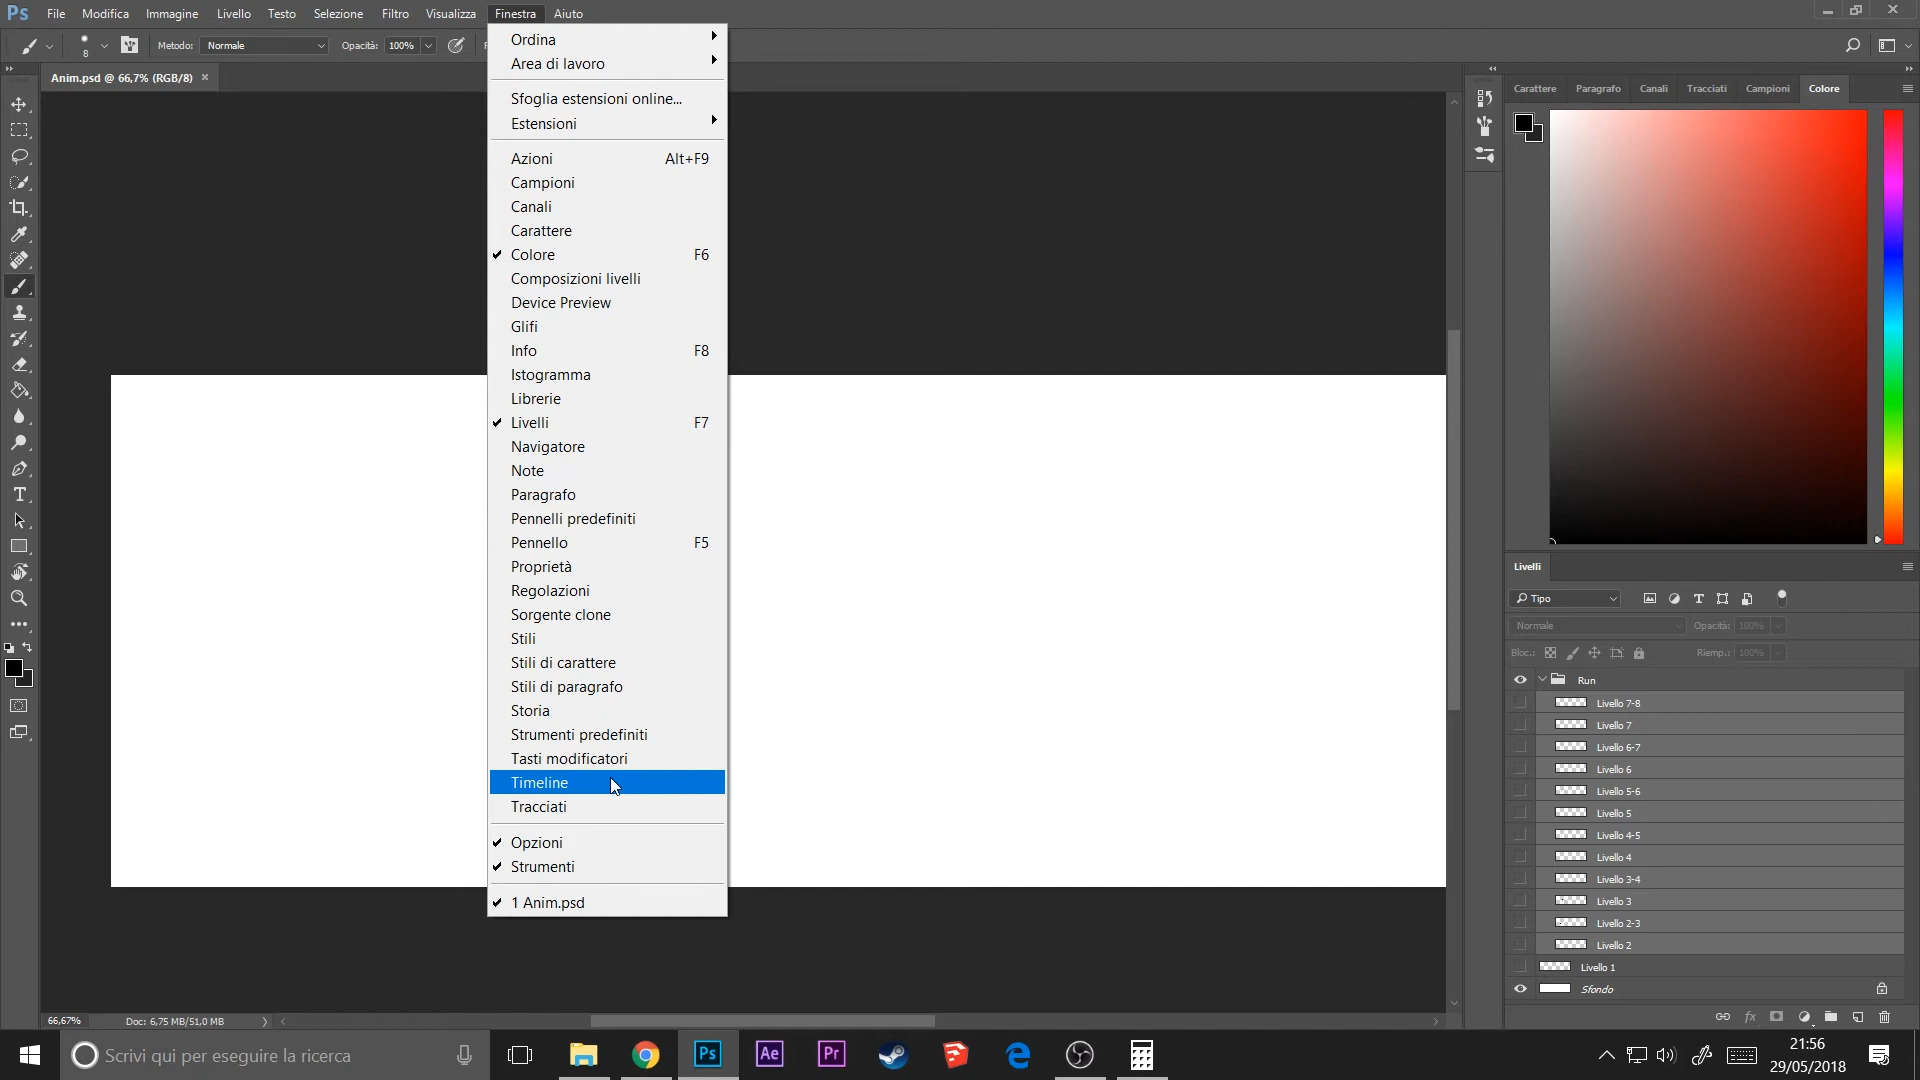 Ps File Modifica Immagine Livello Testo Selezione Filtro Visualizza Finestra Aiuto
8 Metodo: Normale Opacità: 100%
Anim.psd @ 66,7% (RGB/8) ×
Ordina
Area di lavoro
Sfoglia estensioni online...
Estensioni
Azioni Alt+F9
Campioni
Canali
Carattere
Colore F6
Composizioni livelli
Device Preview
Glifi
Info F8
Istogramma
Librerie
Livelli F7
Navigatore
Note
Paragrafo
Pennelli predefiniti
Pennello F5
Proprietà
Regolazioni
Sorgente clone
Stili
Stili di carattere
Stili di paragrafo
Storia
Strumenti predefiniti
Tasti modificatori
Timeline
Tracciati
Opzioni
Strumenti
1 Anim.psd
Carattere Paragrafo Canali Tracciati Campioni Colore
Livelli
Tipo
Normale Opacità: 100%
Bloc.: Riemp.: 100%
Run
Livello 7-8
Livello 7
Livello 6-7
Livello 6
Livello 5-6
Livello 5
Livello 4-5
Livello 4
Livello 3-4
Livello 3
Livello 2-3
Livello 2
Livello 1
Sfondo
fx
66,67% Doc: 6,75 MB/51,0 MB
Scrivi qui per eseguire la ricerca
Ps Ae Pr
21:56
29/05/2018